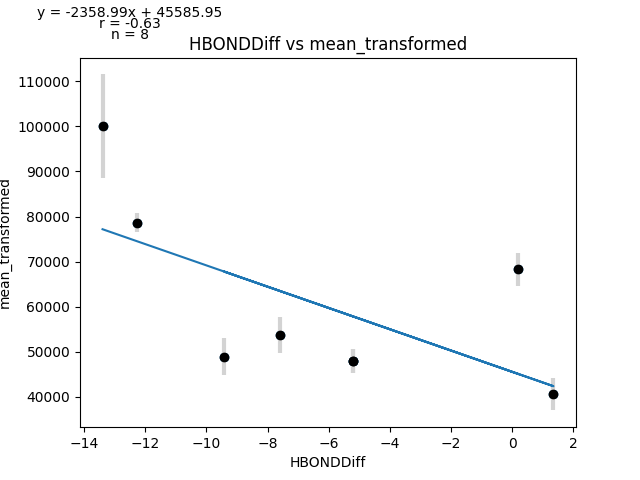 y = -2358.99x + 45585.95
r = -0.63
n = 8
HBONDDiff vs mean_transformed
110000
100000
90000
80000
70000
60000
50000
40000
mean_transformed
−14 −12 −10 −8 −6 −4 −2 0 2
HBONDDiff